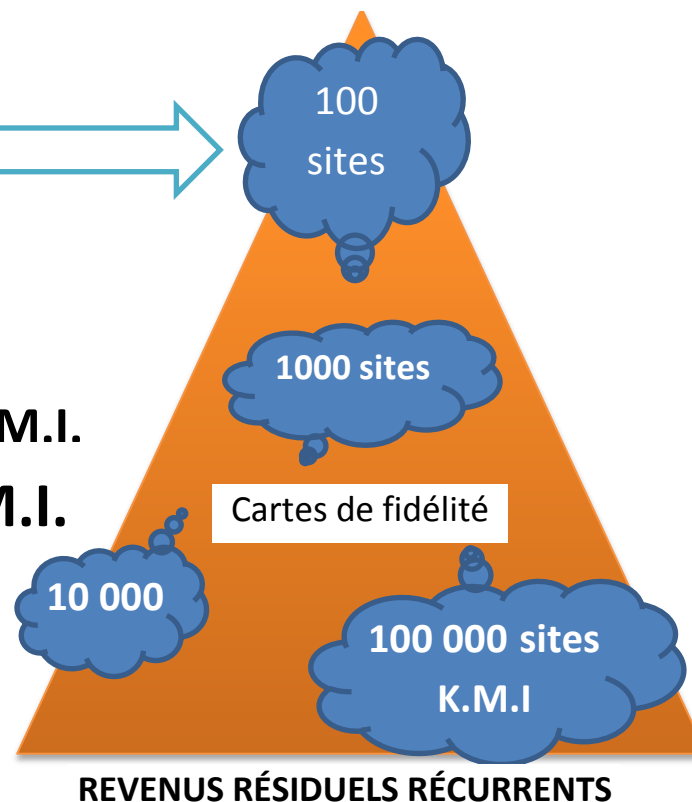 100
sites
1000 sites
M.I.
M.I.
Cartes de fidélité
10 000
100 000 sites
K.M.I
REVENUS RÉSIDUELS RÉCURRENTS